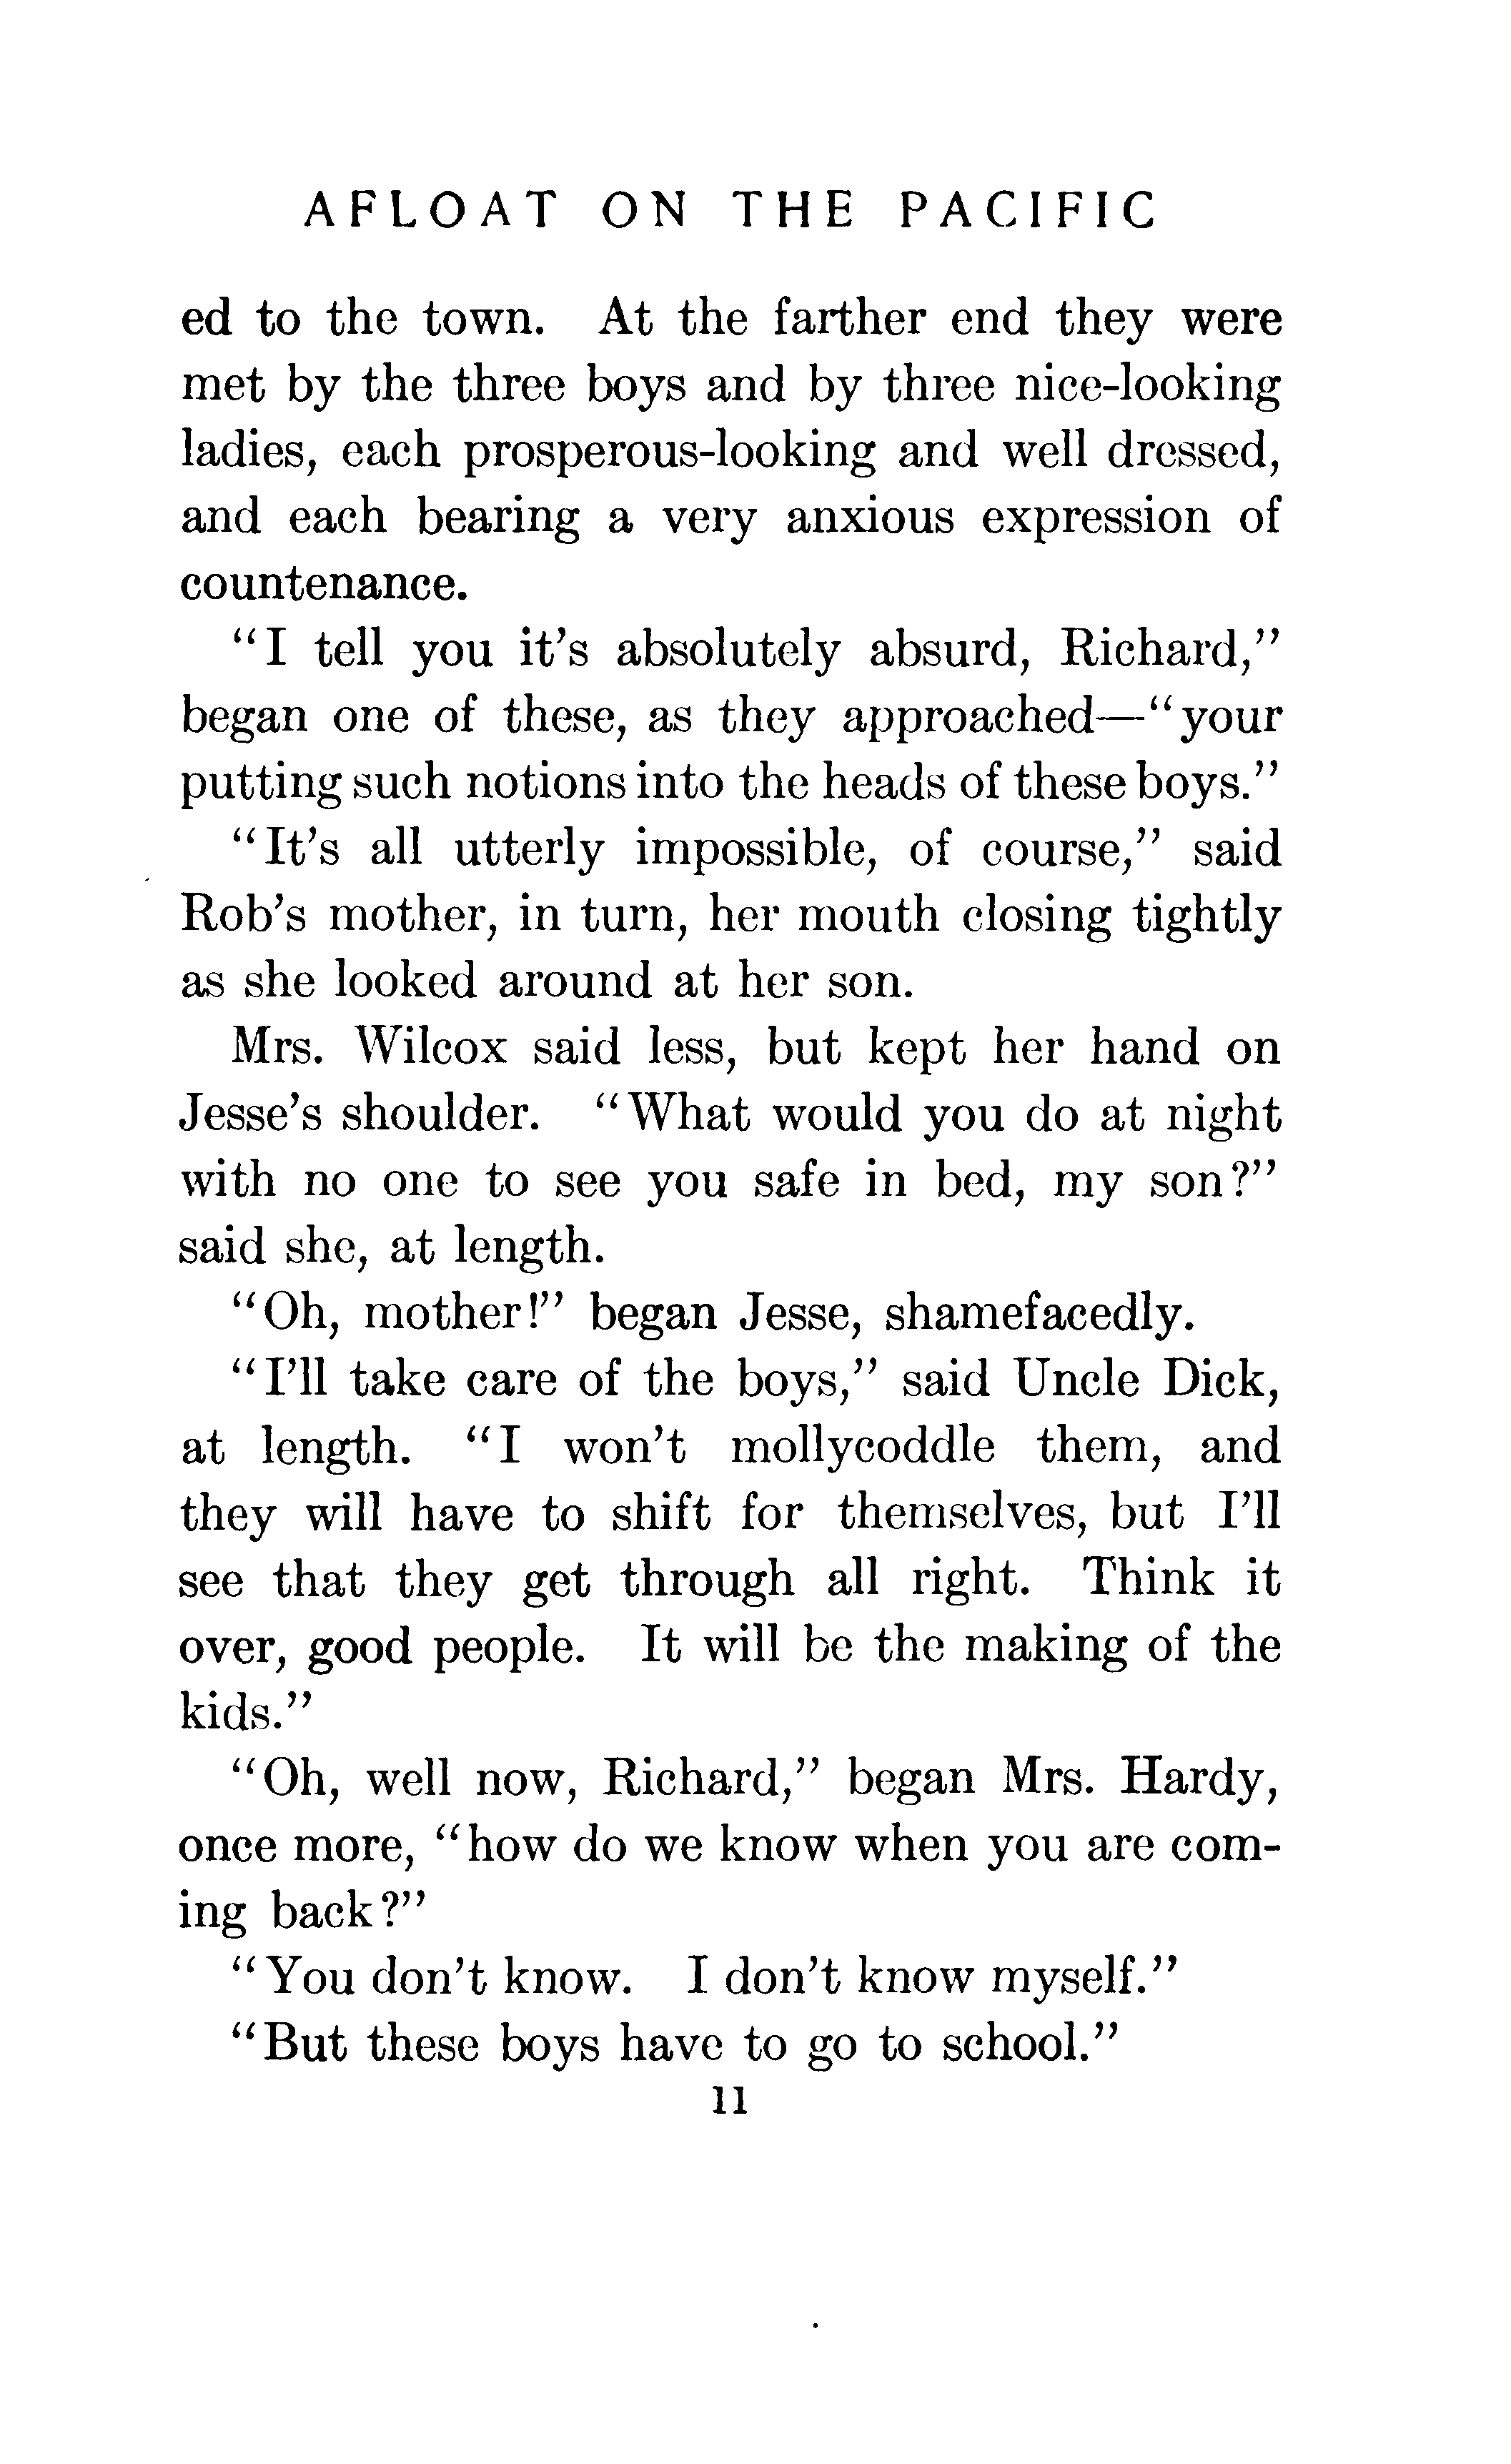 AFLOAT ON THE PACIFIC
ed to the town. At the farther end they were
met by the three boys and by three nice-looking
ladies, each prosperous-looking and well dressed,
and each bearing a very anxious expression of
countenance.
"I tell you it's absolutely absurd, Richard,"
began one of these, as they approached—"your
putting such notions into the heads of these boys."
"It's all utterly impossible, of course," said
Rob's mother, in turn, her mouth closing tightly
as she looked around at her son.
Mrs. Wilcox said less, but kept her hand on
Jesse's shoulder. "What would you do at night
with no one to see you safe in bed, my son?"
said she, at length.
"Oh, mother!" began Jesse, shamefacedly.
"I'll take care of the boys," said Uncle Dick,
at length. "I won't mollycoddle them, and
they will have to shift for themselves, but I'll
see that they get through all right. Think it
over, good people. It will be the making of the
kids."
"Oh, well now, Richard," began Mrs. Hardy,
once more, "how do we know when you are com-
ing back?"
"You don't know. I don't know myself."
"But these boys have to go to school."
11